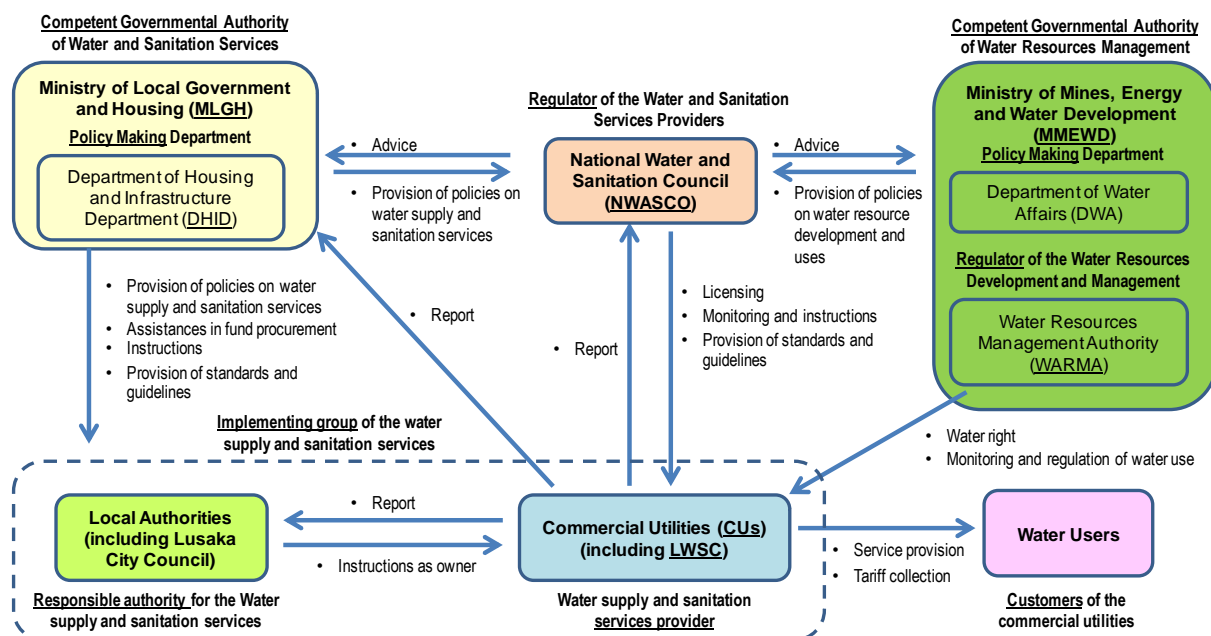 Competent Governmental Authority
of Water and Sanitation Services
Ministry of Local Government
and Housing (MLGH)
Policy Making Department
Department of Housing
and Infrastructure
Department (DHID)
• Advice
• Provision of policies on
water supply and
sanitation services
Regulator of the Water and Sanitation
Services Providers
National Water and
Sanitation Council
(NWASCO)
• Advice
• Provision of policies
on water resource
development and
uses
Competent Governmental Authority
of Water Resources Management
Ministry of Mines, Energy
and Water Development
(MMEWD)
Policy Making Department
Department of Water
Affairs (DWA)
Regulator of the Water Resources
Development and Management
Water Resources
Management Authority
(WARMA)
• Provision of policies on water
supply and sanitation services
• Assistances in fund procurement
• Instructions
• Provision of standards and
guidelines
• Report
• Report
• Licensing
• Monitoring and instructions
• Provision of standards and
guidelines
• Water right
• Monitoring and regulation of water use
Implementing group of the water
supply and sanitation services
Local Authorities
(including Lusaka
City Council)
Responsible authority for the Water
supply and sanitation services
• Report
• Instructions as owner
Commercial Utilities (CUs)
(including LWSC)
Water supply and sanitation
services provider
• Service provision
• Tariff collection
Water Users
Customers of the
commercial utilities